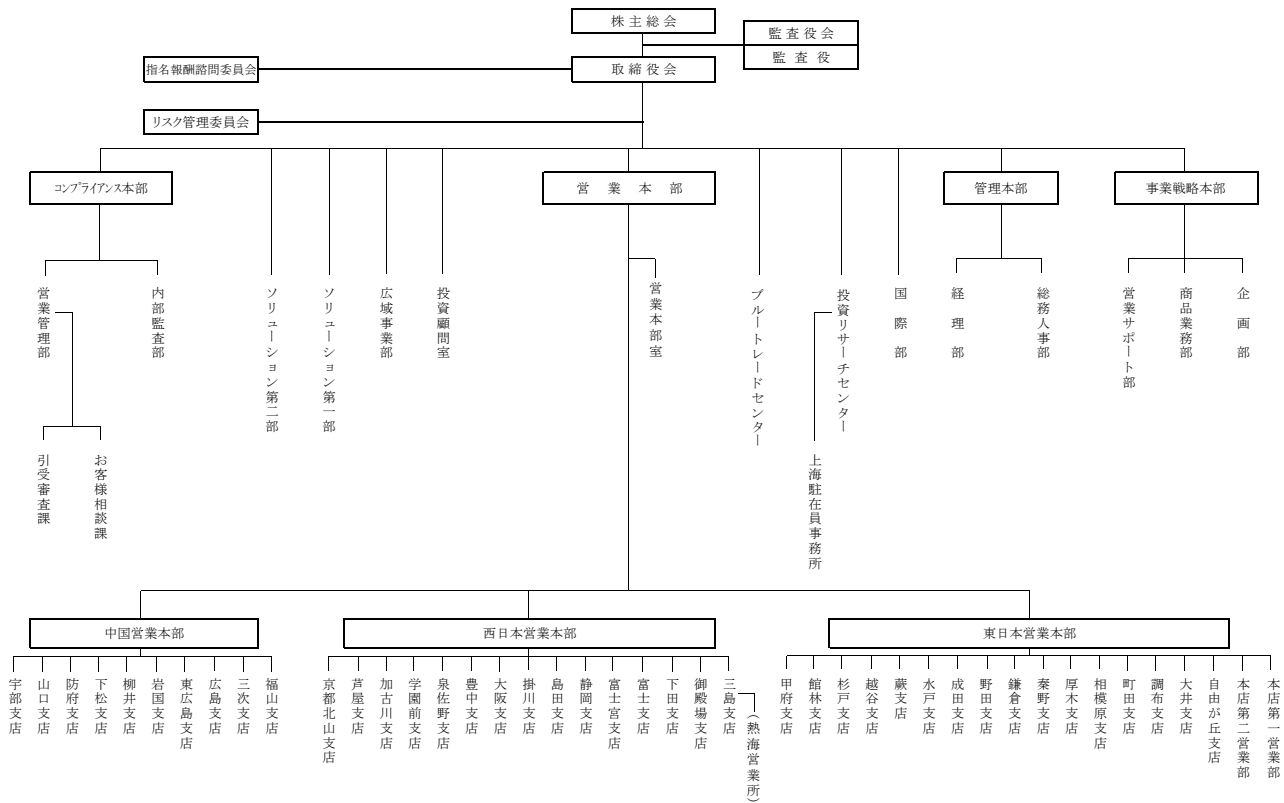 株主総会
監査役会
監査役
指名報酬諮問委員会
取締役会
リスク管理委員会
コンプライアンス本部
営業本部
管理本部
事業戦略本部
営業管理部
内部監査部
ソリューション第二部
ソリューション第一部
広域事業部
投資顧問室
営業本部室
ブルートレードセンター
投資リサーチセンター
国際部
経理部
総務人事部
営業サポート部
商品業務部
企画部
引受審査課
お客様相談課
上海駐在員事務所
中国営業本部
西日本営業本部
東日本営業本部
宇部支店
山口支店
防府支店
下松支店
柳井支店
岩国支店
東広島支店
広島支店
三次支店
福山支店
京都北山支店
芦屋支店
加古川支店
学園前支店
泉佐野支店
豊中支店
大阪支店
掛川支店
島田支店
静岡支店
富士宮支店
富士支店
下田支店
御殿場支店
三島支店
（熱海営業所）
甲府支店
館林支店
杉戸支店
越谷支店
蕨支店
水戸支店
成田支店
野田支店
鎌倉支店
秦野支店
厚木支店
相模原支店
町田支店
調布支店
大井支店
自由が丘支店
本店第二営業部
本店第一営業部